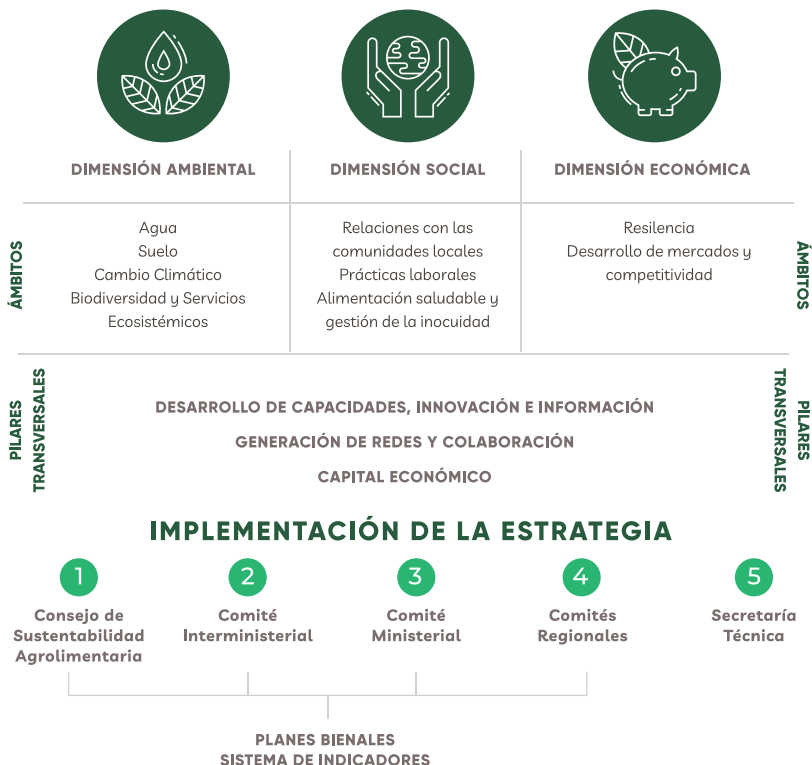 DIMENSIÓN AMBIENTAL
DIMENSIÓN SOCIAL
DIMENSIÓN ECONÓMICA
ÁMBITOS
Agua
Suelo
Cambio Climático
Biodiversidad y Servicios
Ecosistémicos
Relaciones con las
comunidades locales
Prácticas laborales
Alimentación saludable y
gestión de la inocuidad
Resilencia
Desarrollo de mercados y
competitividad
ÁMBITOS
PILARES
TRANSVERSALES
DESARROLLO DE CAPACIDADES, INNOVACIÓN E INFORMACIÓN
GENERACIÓN DE REDES Y COLABORACIÓN
CAPITAL ECONÓMICO
PILARES
TRANSVERSALES
IMPLEMENTACIÓN DE LA ESTRATEGIA
1
Consejo de
Sustentabilidad
Agrolimentaria
2
Comité
Interministerial
3
Comité
Ministerial
4
Comités
Regionales
5
Secretaría
Técnica
PLANES BIENALES
SISTEMA DE INDICADORES